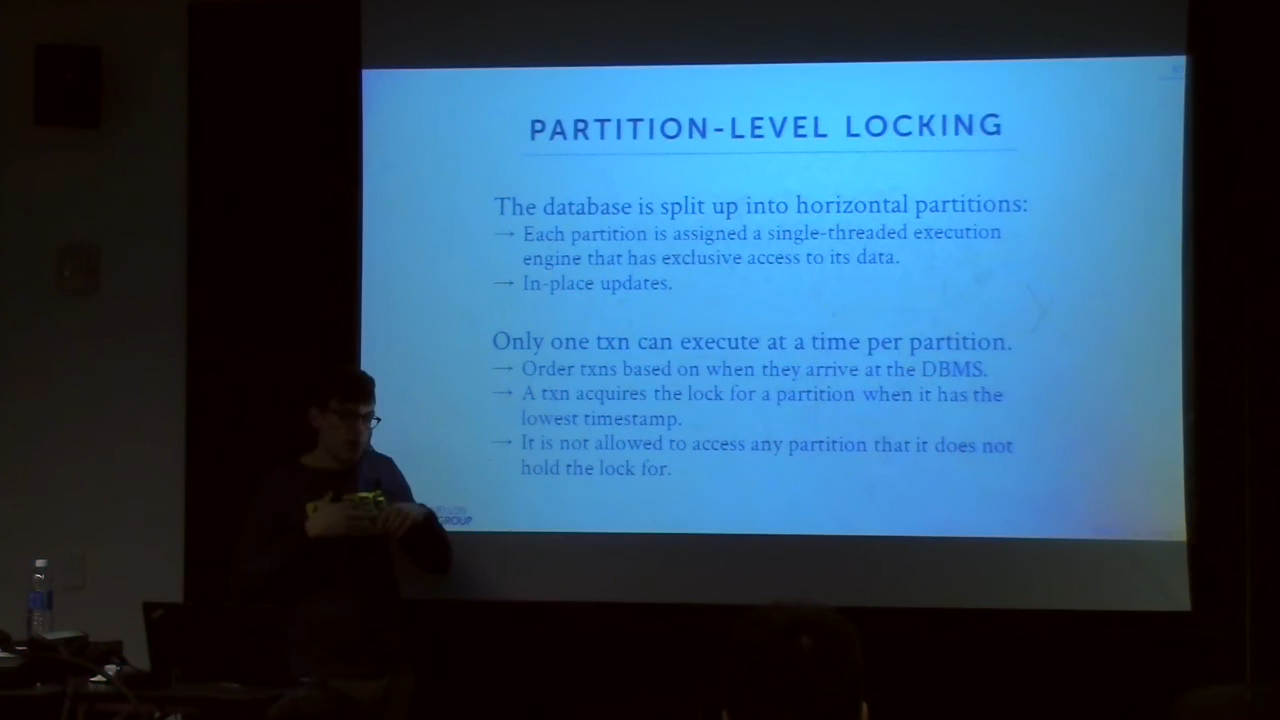 PARTITION-LEVEL LOCKING
The database is split up into horizontal partitions:
→ Each partition is assigned a single-threaded execution
engine that has exclusive access to its data.
→ In-place updates.
Only one txn can execute at a time per partition.
→ Order txns based on when they arrive at the DBMS.
→ A txn acquires the lock for a partition when it has the
lowest timestamp.
→ It is not allowed to access any partition that it does not
hold the lock for.
GROUP